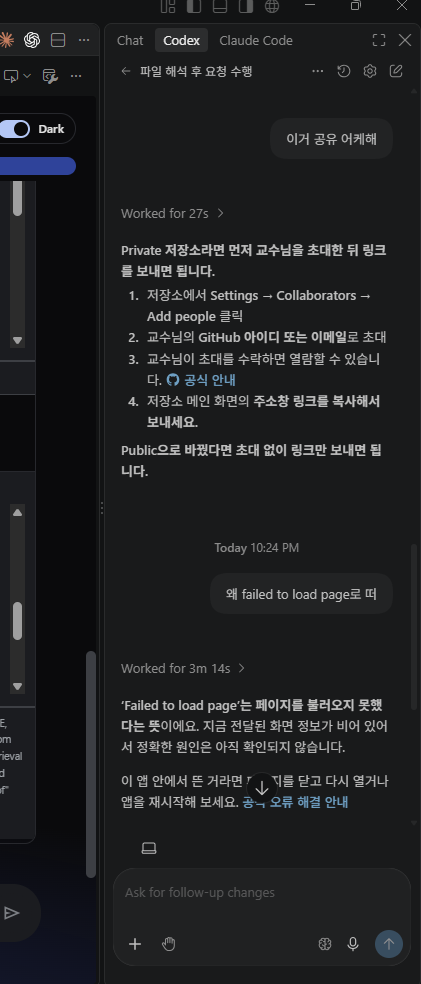 Chat Codex Claude Code
← 파일 해석 후 요청 수행
Dark
이거 공유 어케해
Worked for 27s
Private 저장소라면 먼저 교수님을 초대한 뒤 링크
를 보내면 됩니다.
1. 저장소에서 Settings → Collaborators →
Add people 클릭
2. 교수님의 GitHub 아이디 또는 이메일로 초대
3. 교수님이 초대를 수락하면 열람할 수 있습니
다. 공식 안내
4. 저장소 메인 화면의 주소창 링크를 복사해서
보내세요.
Public으로 바꿨다면 초대 없이 링크만 보내면 됩
니다.
Today 10:24 PM
왜 failed to load page로 떠
Worked for 3m 14s
‘Failed to load page’는 페이지를 불러오지 못했
다는 뜻이에요. 지금 전달된 화면 정보가 비어 있어
서 정확한 원인은 아직 확인되지 않습니다.
이 앱 안에서 뜬 거라면 닫고 다시 열거나
앱을 재시작해 보세요. 공식 오류 해결 안내
Ask for follow-up changes
E,
om
rieval
d
of"